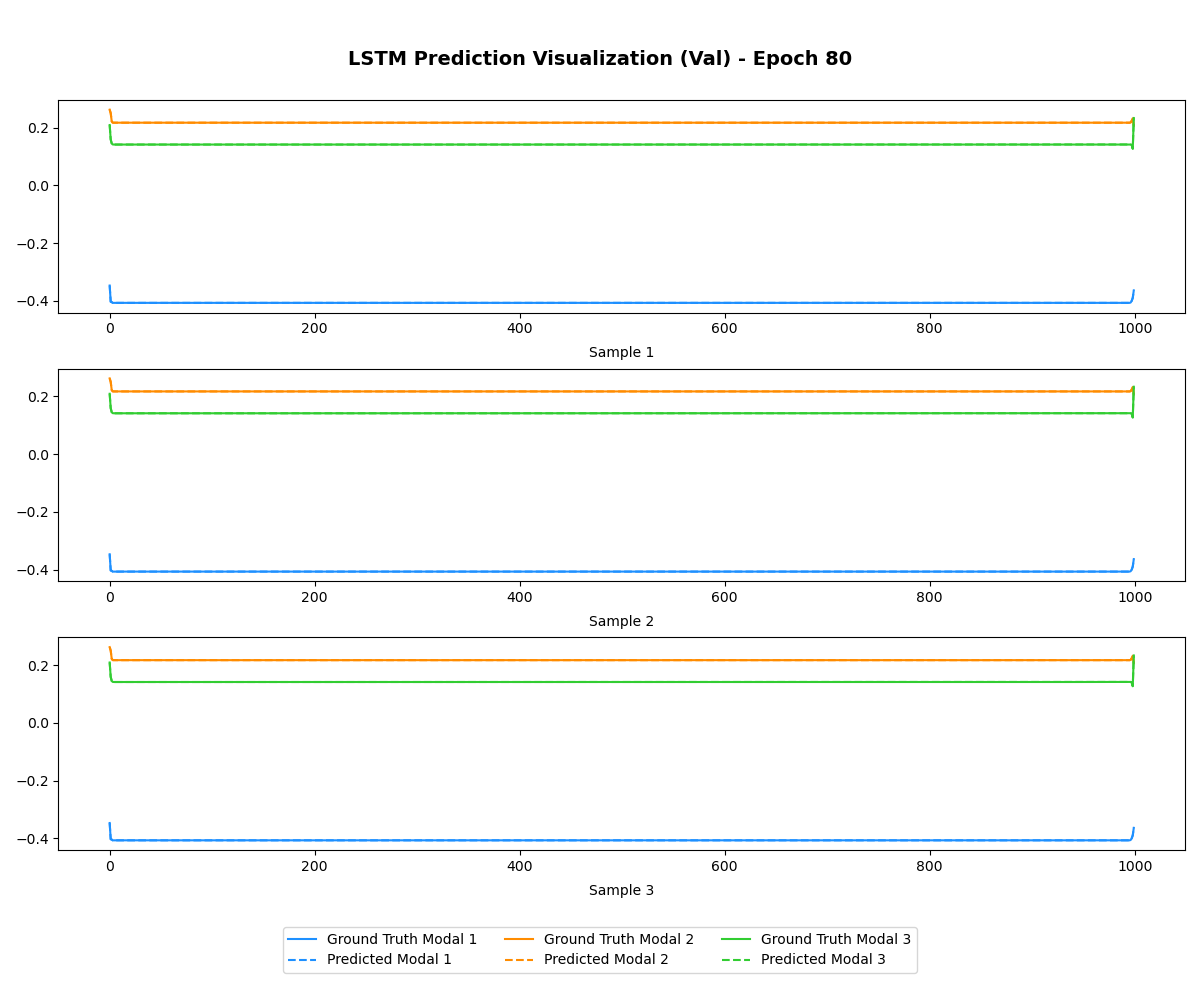 LSTM Prediction Visualization (Val) - Epoch 80
0.2
0.0
−0.2
−0.4
0 200 400 600 800 1000
Sample 1
0.2
0.0
−0.2
−0.4
0 200 400 600 800 1000
Sample 2
0.2
0.0
−0.2
−0.4
0 200 400 600 800 1000
Sample 3
Ground Truth Modal 1 Ground Truth Modal 2 Ground Truth Modal 3
Predicted Modal 1 Predicted Modal 2 Predicted Modal 3